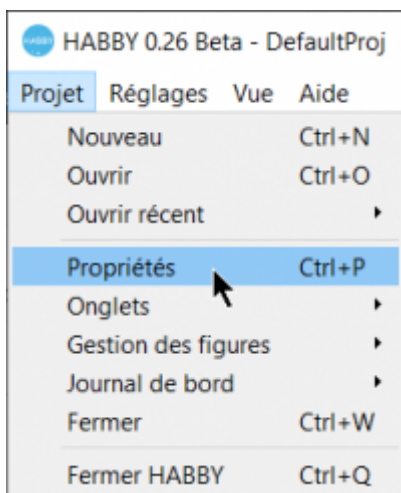 HABBY HABBY 0.26 Beta - DefaultProj
Projet Réglages Vue Aide
Nouveau Ctrl+N
Ouvrir Ctrl+O
Ouvrir récent
Propriétés Ctrl+P
Onglets
Gestion des figures
Journal de bord
Fermer Ctrl+W
Fermer HABBY Ctrl+Q